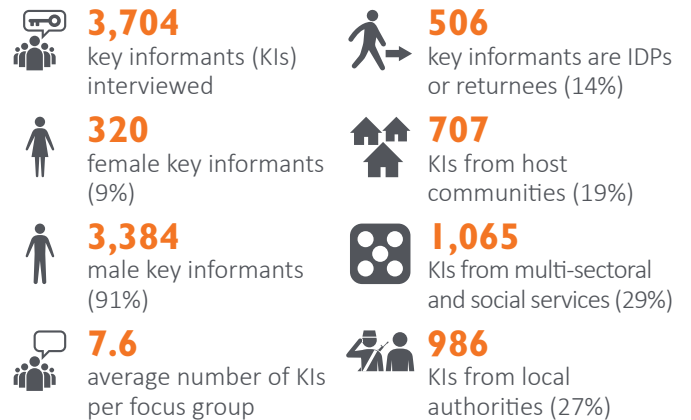 3,704
key informants (KIs)
interviewed
320
female key informants
(9%)
3,384
male key informants
(91%)
7.6
average number of KIs
per focus group
506
key informants are IDPs
or returnees (14%)
707
KIs from host
communities (19%)
1,065
KIs from multi-sectoral
and social services (29%)
986
KIs from local
authorities (27%)